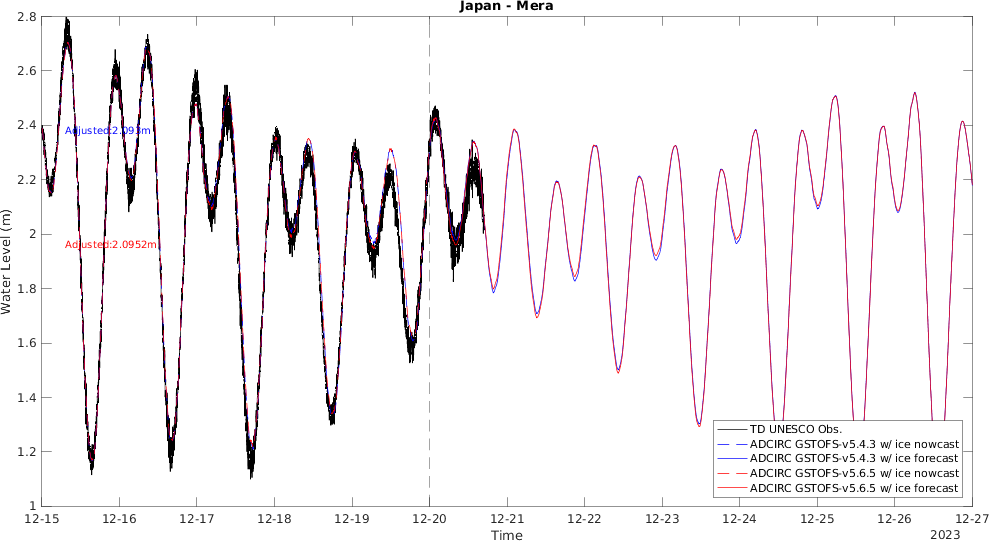 Japan - Mera
2.8
2.6
2.4
2.2
2
1.8
1.6
1.4
1.2
1
Water Level (m)
Adjusted:2.093m
Adjusted:2.0952m
TD UNESCO Obs.
ADCIRC GSTOFS-v5.4.3 w/ ice nowcast
ADCIRC GSTOFS-v5.4.3 w/ ice forecast
ADCIRC GSTOFS-v5.6.5 w/ ice nowcast
ADCIRC GSTOFS-v5.6.5 w/ ice forecast
12-15 12-16 12-17 12-18 12-19 12-20 12-21 12-22 12-23 12-24 12-25 12-26 12-27
Time
2023